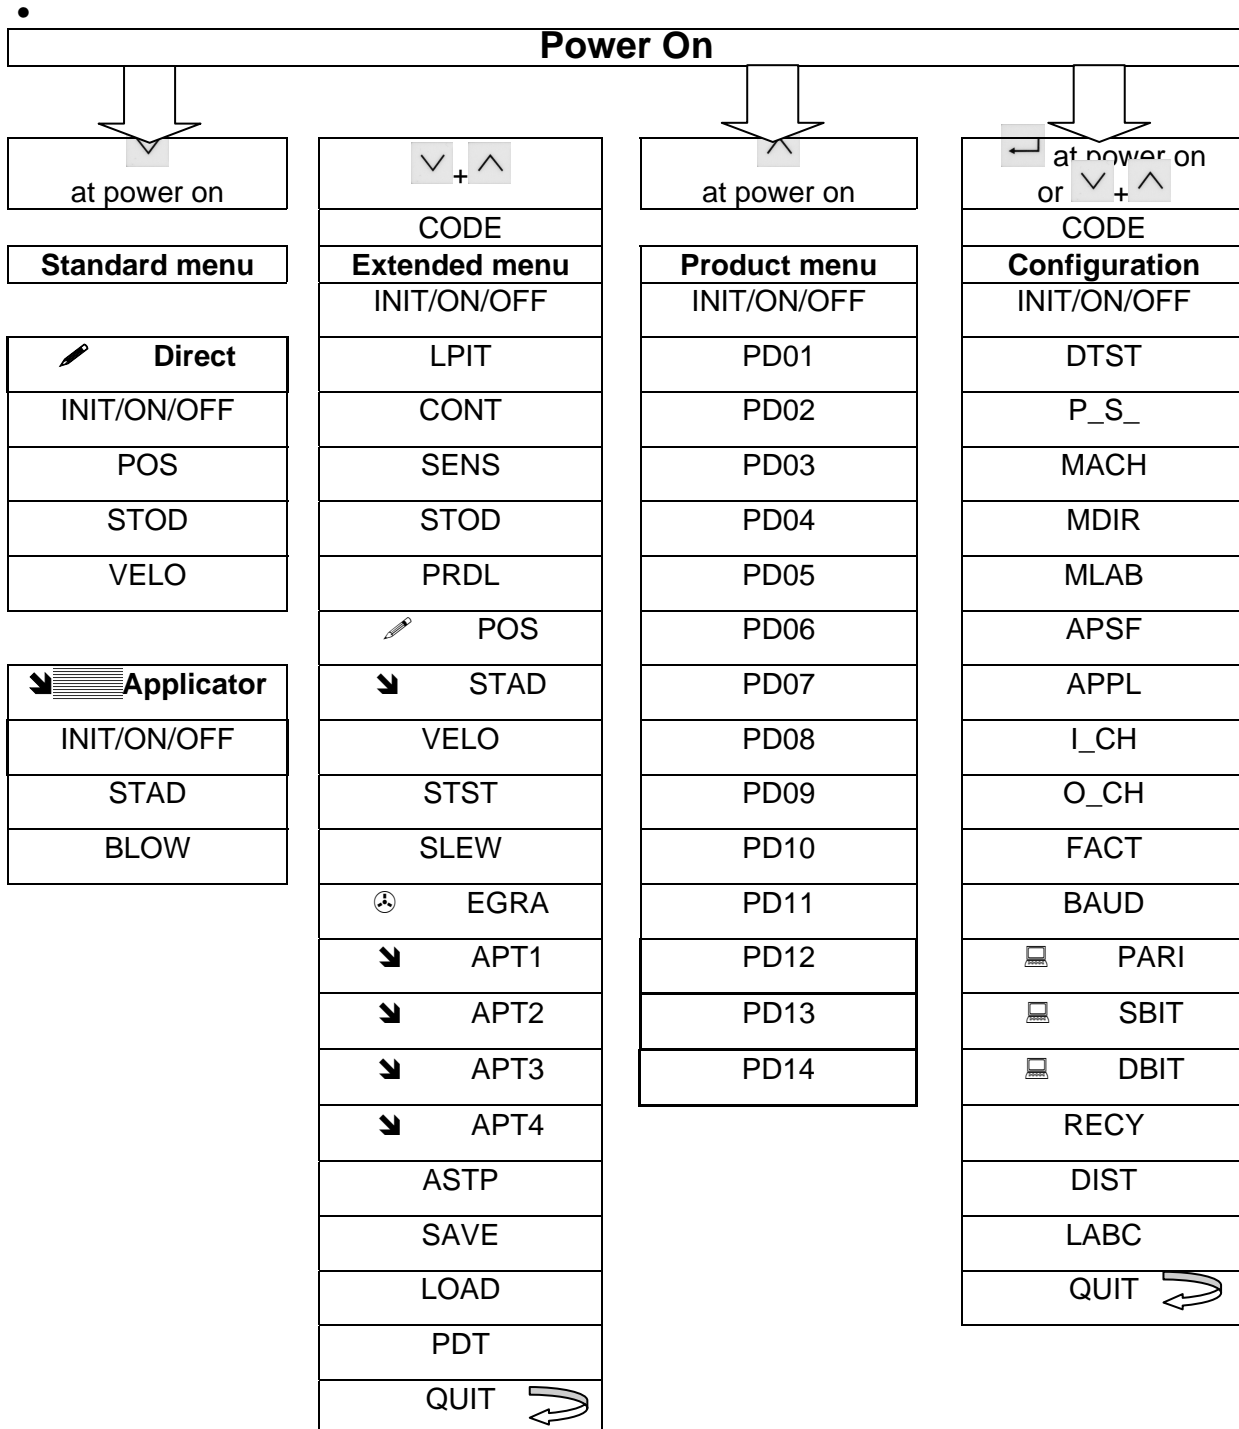 Power On
at power on
Standard menu
Direct
INIT/ON/OFF
POS
STOD
VELO
Applicator
INIT/ON/OFF
STAD
BLOW
+
CODE
Extended menu
INIT/ON/OFF
LPIT
CONT
SENS
STOD
PRDL
POS
STAD
VELO
STST
SLEW
EGRA
APT1
APT2
APT3
APT4
ASTP
SAVE
LOAD
PDT
QUIT
at power on
Product menu
INIT/ON/OFF
PD01
PD02
PD03
PD04
PD05
PD06
PD07
PD08
PD09
PD10
PD11
PD12
PD13
PD14
at power on
or +
CODE
Configuration
INIT/ON/OFF
DTST
P_S_
MACH
MDIR
MLAB
APSF
APPL
I_CH
O_CH
FACT
BAUD
PARI
SBIT
DBIT
RECY
DIST
LABC
QUIT